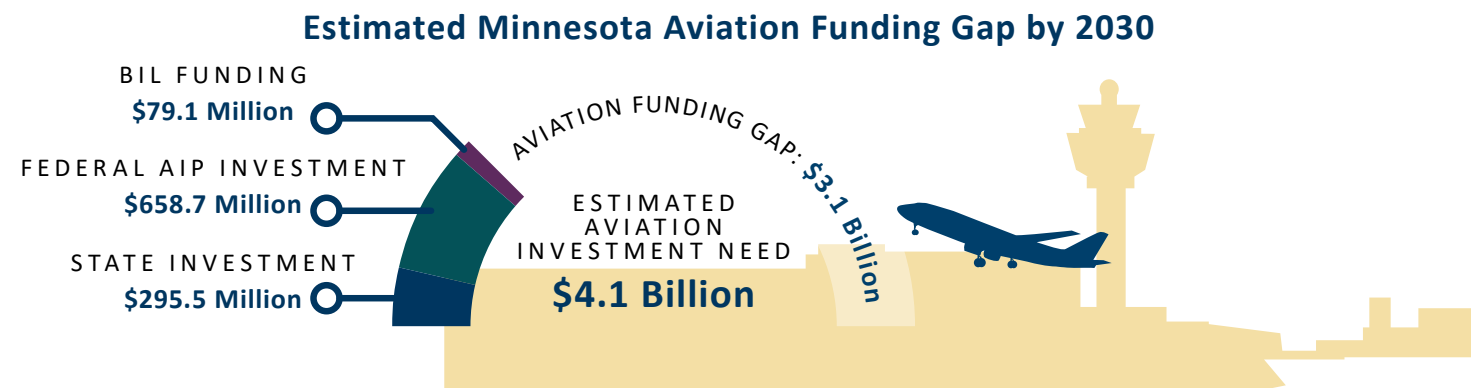 Estimated Minnesota Aviation Funding Gap by 2030
BIL FUNDING
$79.1 Million
FEDERAL AIP INVESTMENT
$658.7 Million
STATE INVESTMENT
$295.5 Million
AVIATION FUNDING GAP: $3.1 Billion
ESTIMATED
AVIATION
INVESTMENT NEED
$4.1 Billion